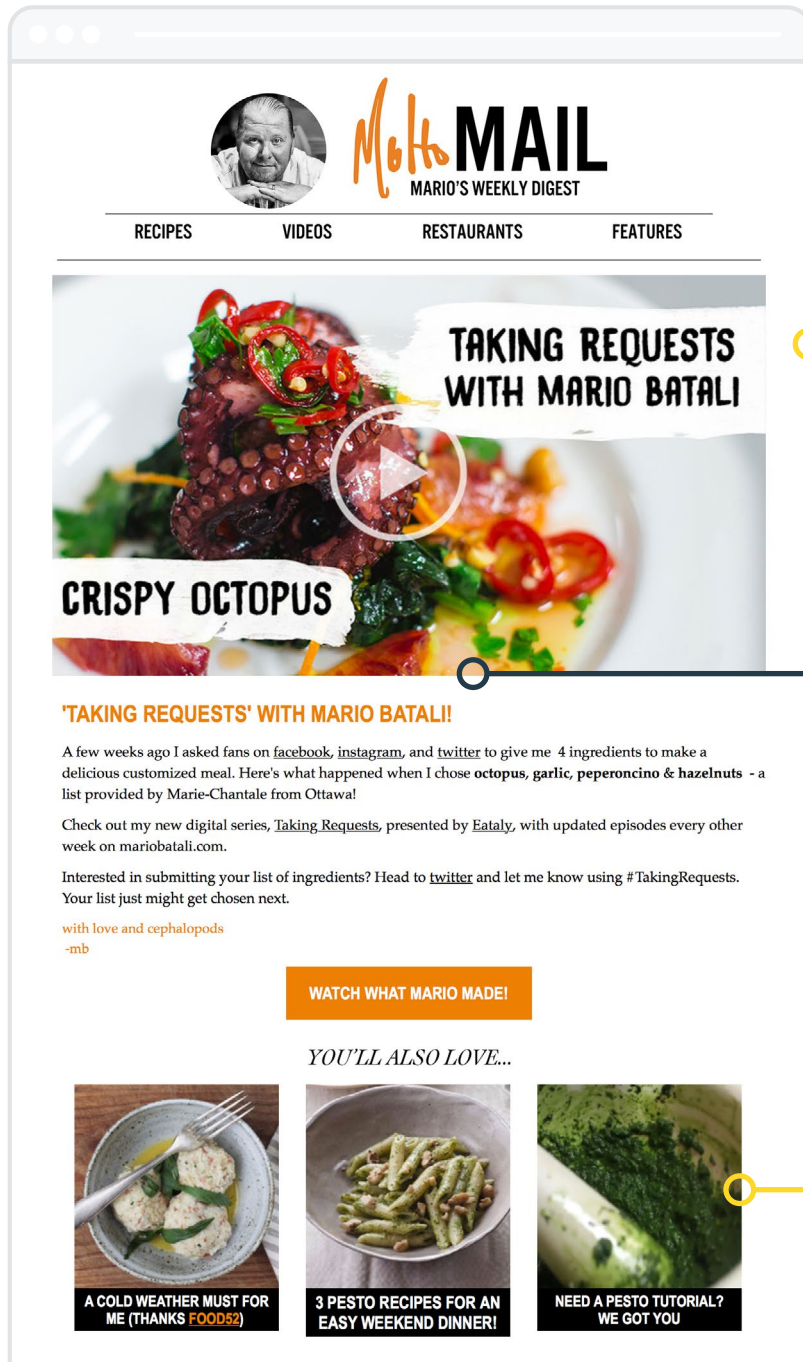 Molto MAIL
MARIO'S WEEKLY DIGEST
RECIPES VIDEOS RESTAURANTS FEATURES
TAKING REQUESTS
WITH MARIO BATALI
CRISPY OCTOPUS
'TAKING REQUESTS' WITH MARIO BATALI!
A few weeks ago I asked fans on facebook, instagram, and twitter to give me 4 ingredients to make a
delicious customized meal. Here's what happened when I chose octopus, garlic, peperoncino & hazelnuts - a
list provided by Marie-Chantale from Ottawa!
Check out my new digital series, Taking Requests, presented by Eataly, with updated episodes every other
week on mariobatali.com.
Interested in submitting your list of ingredients? Head to twitter and let me know using #TakingRequests.
Your list just might get chosen next.
with love and cephalopods
-mb
WATCH WHAT MARIO MADE!
YOU'LL ALSO LOVE...
A COLD WEATHER MUST FOR
ME (THANKS FOOD52)
3 PESTO RECIPES FOR AN
EASY WEEKEND DINNER!
NEED A PESTO TUTORIAL?
WE GOT YOU